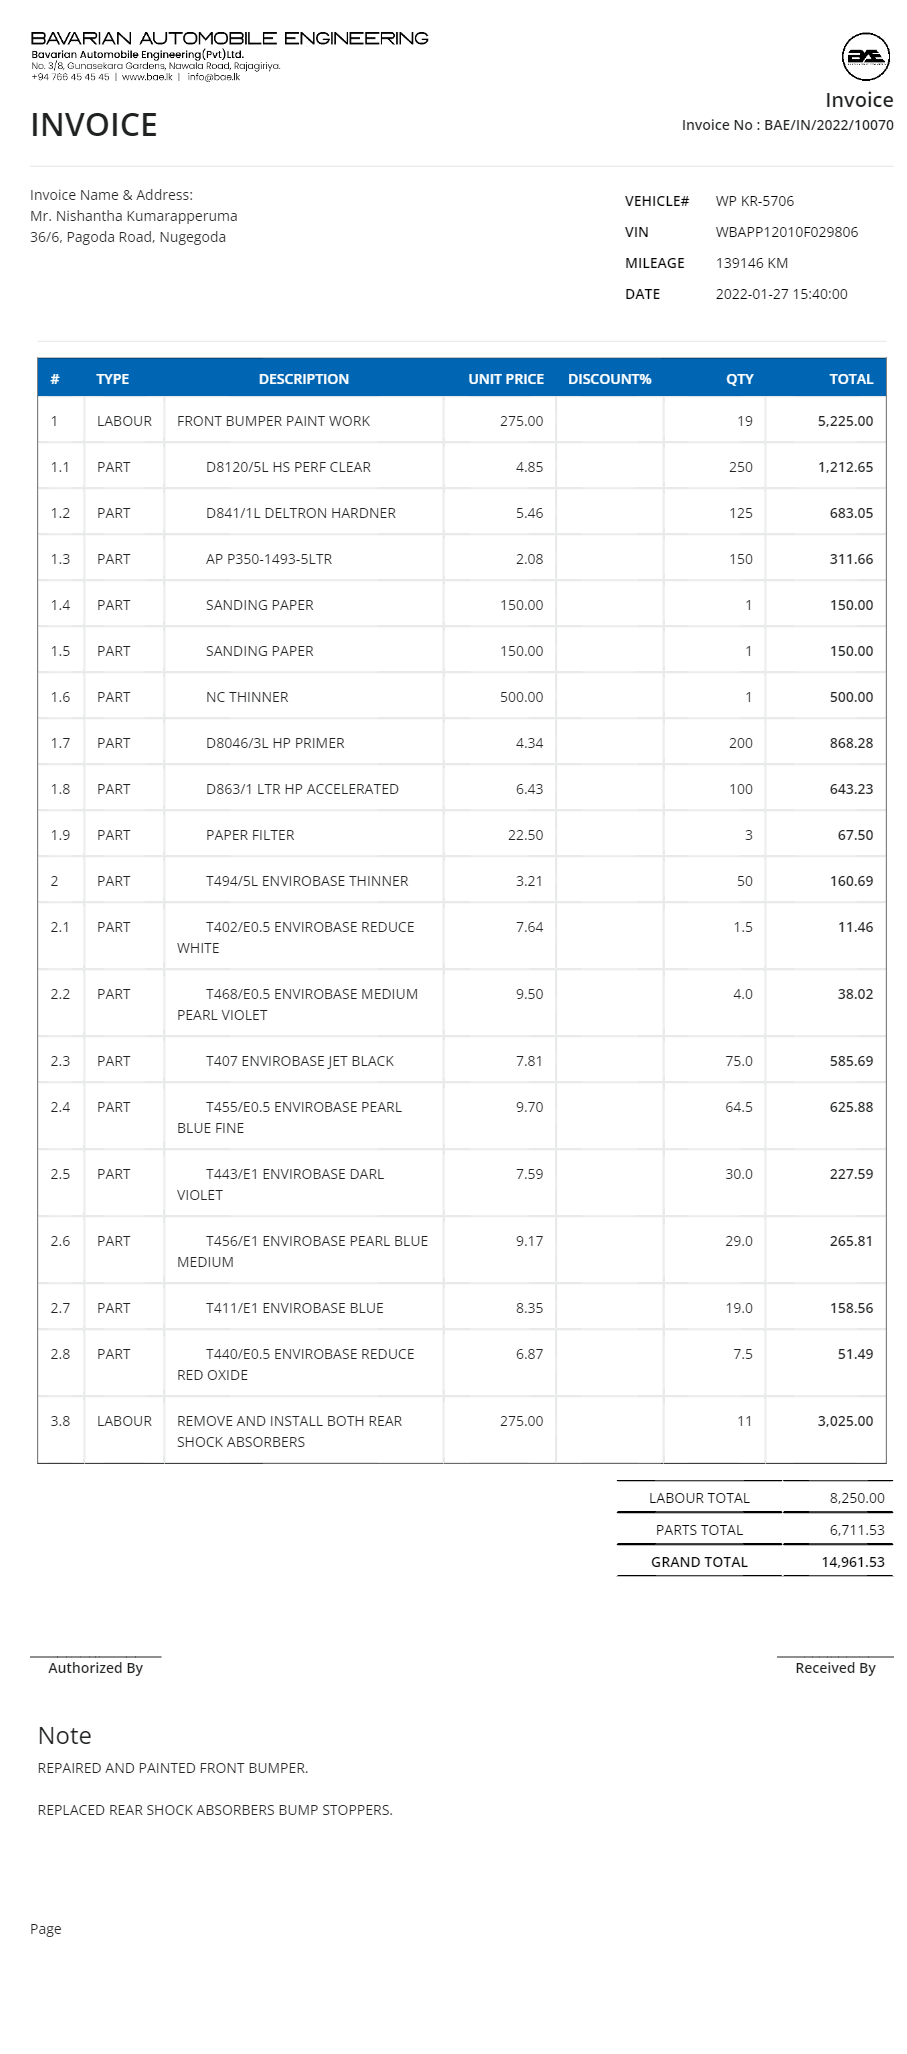 BAVARIAN AUTOMOBILE ENGINEERING
Bavarian Automobile Engineering(Pvt)Ltd.
No. 3/8, Gunasekara Gardens, Nawala Road, Rajagiriya.
+94 766 45 45 45 | www.bae.lk | info@bae.lk
BAE
Invoice
INVOICE
Invoice No : BAE/IN/2022/10070
Invoice Name & Address:
Mr. Nishantha Kumarapperuma
36/6, Pagoda Road, Nugegoda
VEHICLE# WP KR-5706
VIN WBAPP12010F029806
MILEAGE 139146 KM
DATE 2022-01-27 15:40:00
# TYPE DESCRIPTION UNIT PRICE DISCOUNT% QTY TOTAL
1 LABOUR FRONT BUMPER PAINT WORK 275.00 19 5,225.00
1.1 PART D8120/5L HS PERF CLEAR 4.85 250 1,212.65
1.2 PART D841/1L DELTRON HARDNER 5.46 125 683.05
1.3 PART AP P350-1493-5LTR 2.08 150 311.66
1.4 PART SANDING PAPER 150.00 1 150.00
1.5 PART SANDING PAPER 150.00 1 150.00
1.6 PART NC THINNER 500.00 1 500.00
1.7 PART D8046/3L HP PRIMER 4.34 200 868.28
1.8 PART D863/1 LTR HP ACCELERATED 6.43 100 643.23
1.9 PART PAPER FILTER 22.50 3 67.50
2 PART T494/5L ENVIROBASE THINNER 3.21 50 160.69
2.1 PART T402/E0.5 ENVIROBASE REDUCE 7.64 1.5 11.46
WHITE
2.2 PART T468/E0.5 ENVIROBASE MEDIUM 9.50 4.0 38.02
PEARL VIOLET
2.3 PART T407 ENVIROBASE JET BLACK 7.81 75.0 585.69
2.4 PART T455/E0.5 ENVIROBASE PEARL 9.70 64.5 625.88
BLUE FINE
2.5 PART T443/E1 ENVIROBASE DARL 7.59 30.0 227.59
VIOLET
2.6 PART T456/E1 ENVIROBASE PEARL BLUE 9.17 29.0 265.81
MEDIUM
2.7 PART T411/E1 ENVIROBASE BLUE 8.35 19.0 158.56
2.8 PART T440/E0.5 ENVIROBASE REDUCE 6.87 7.5 51.49
RED OXIDE
3.8 LABOUR REMOVE AND INSTALL BOTH REAR 275.00 11 3,025.00
SHOCK ABSORBERS
LABOUR TOTAL 8,250.00
PARTS TOTAL 6,711.53
GRAND TOTAL 14,961.53
Authorized By Received By
Note
REPAIRED AND PAINTED FRONT BUMPER.
REPLACED REAR SHOCK ABSORBERS BUMP STOPPERS.
Page